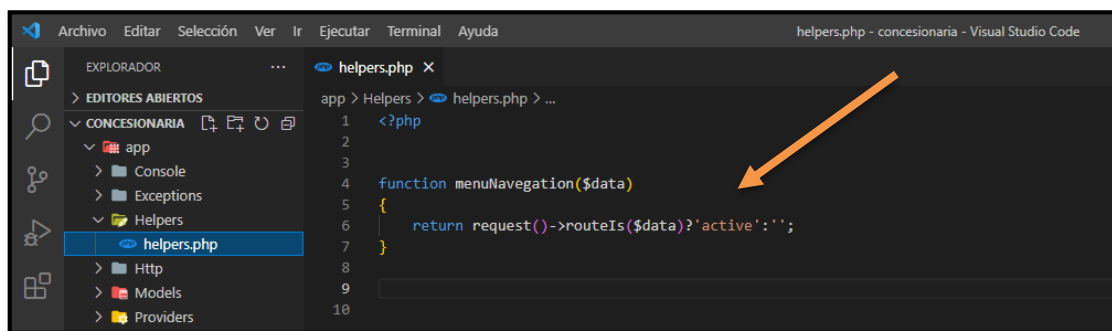 Archivo Editar Selección Ver Ir Ejecutar Terminal Ayuda helpers.php - concesionaria - Visual Studio Code
EXPLORADOR ...
EDITORES ABIERTOS
CONCESIONARIA
app
Console
Exceptions
Helpers
helpers.php
Http
Models
Providers
php helpers.php ×
app > Helpers > php helpers.php > ...
1 <?php
2
3
4 function menuNavegation($data)
5 {
6 return request()->routeIs($data)?'active':'';
7 }
8
9
10